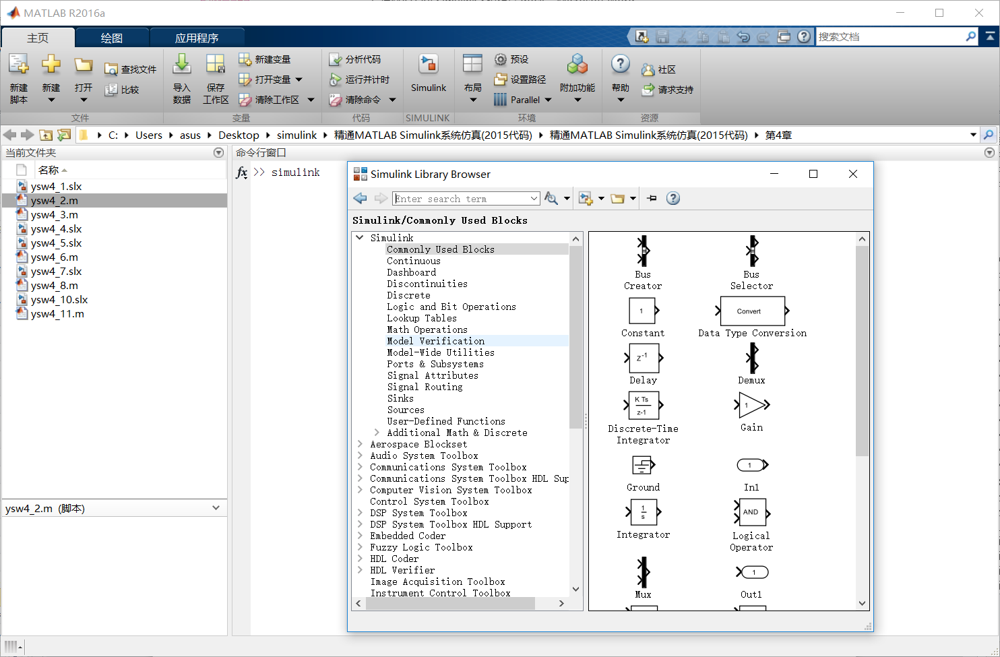 MATLAB R2016a
主页
绘图
应用程序
搜索文档
新建
脚本
新建
打开
查找文件
比较
导入
数据
保存
工作区
新建变量
打开变量
清除工作区
分析代码
运行并计时
清除命令
Simulink
布局
预设
设置路径
Parallel
附加功能
帮助
社区
请求支持
文件
变量
代码
SIMULINK
环境
资源
C: Users asus Desktop simulink 精通MATLAB Simulink系统仿真(2015代码) 精通MATLAB Simulink系统仿真(2015代码) 第4章
当前文件夹
名称
ysw4_1.slx
ysw4_2.m
ysw4_3.m
ysw4_4.slx
ysw4_5.slx
ysw4_6.m
ysw4_7.slx
ysw4_8.m
ysw4_10.slx
ysw4_11.m
ysw4_2.m (脚本)
命令行窗口
fx >> simulink
Simulink Library Browser
Enter search term
Simulink/Commonly Used Blocks
Simulink
Commonly Used Blocks
Continuous
Dashboard
Discontinuities
Discrete
Logic and Bit Operations
Lookup Tables
Math Operations
Model Verification
Model-Wide Utilities
Ports & Subsystems
Signal Attributes
Signal Routing
Sinks
Sources
User-Defined Functions
Additional Math & Discrete
Aerospace Blockset
Audio System Toolbox
Communications System Toolbox
Communications System Toolbox HDL Sup
Computer Vision System Toolbox
Control System Toolbox
DSP System Toolbox
DSP System Toolbox HDL Support
Embedded Coder
Fuzzy Logic Toolbox
HDL Coder
HDL Verifier
Image Acquisition Toolbox
Instrument Control Toolbox
Bus
Creator
Bus
Selector
1
Constant
Convert
Data Type Conversion
z-1
Delay
Demux
K Ts
z-1
Discrete-Time
Integrator
1
Gain
Ground
1
In1
1
s
Integrator
AND
Logical
Operator
Mux
1
Out1